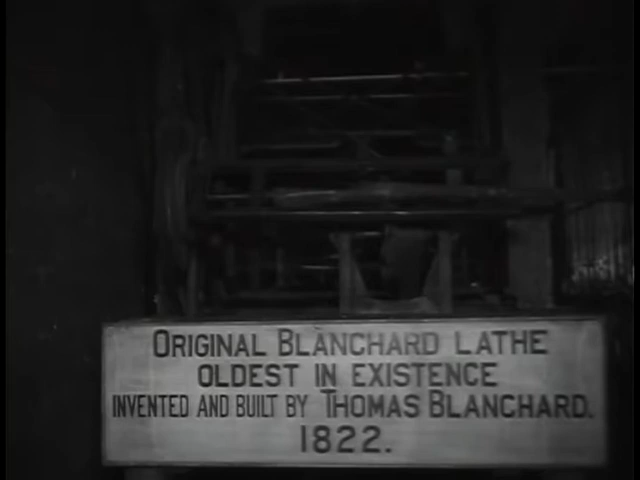 ORIGINAL BLANCHARD LATHE
OLDEST IN EXISTENCE
INVENTED AND BUILT BY THOMAS BLANCHARD.
1822.